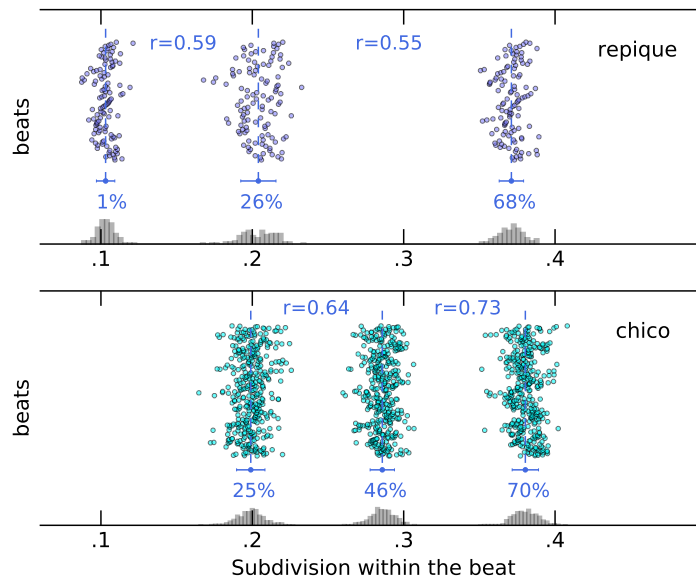 r=0.59 r=0.55
repique
beats
1% 26% 68%
.1 .2 .3 .4
r=0.64 r=0.73
chico
beats
25% 46% 70%
.1 .2 .3 .4
Subdivision within the beat